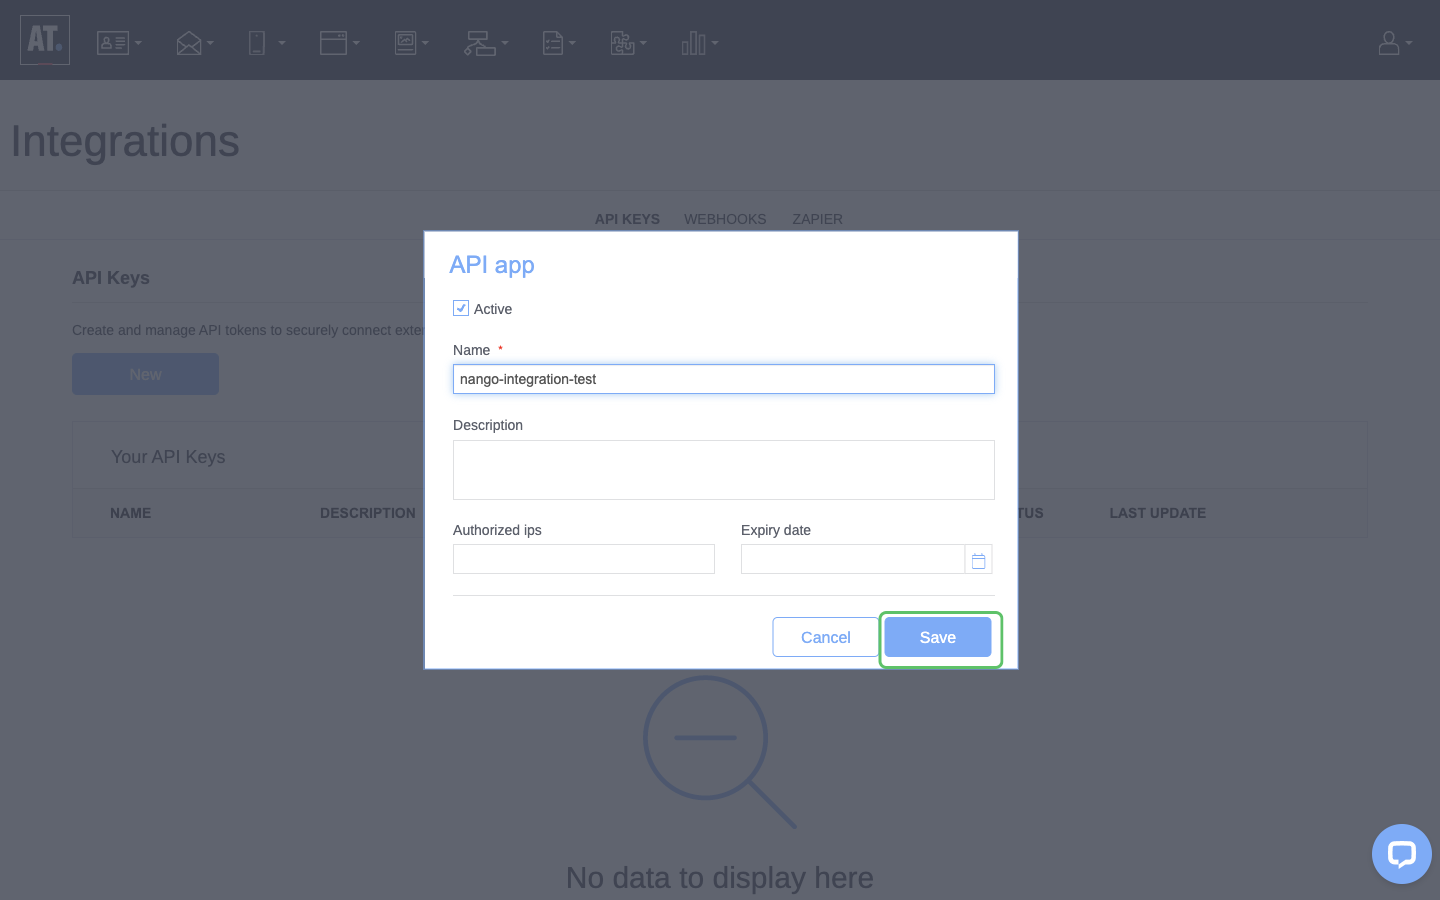 AT.
Integrations
API KEYS WEBHOOKS ZAPIER
API Keys
Create and manage API tokens to securely connect exte
New
Your API Keys
NAME DESCRIPTION TUS LAST UPDATE
API app
Active
Name *
nango-integration-test
Description
Authorized ips Expiry date
Cancel Save
No data to display here